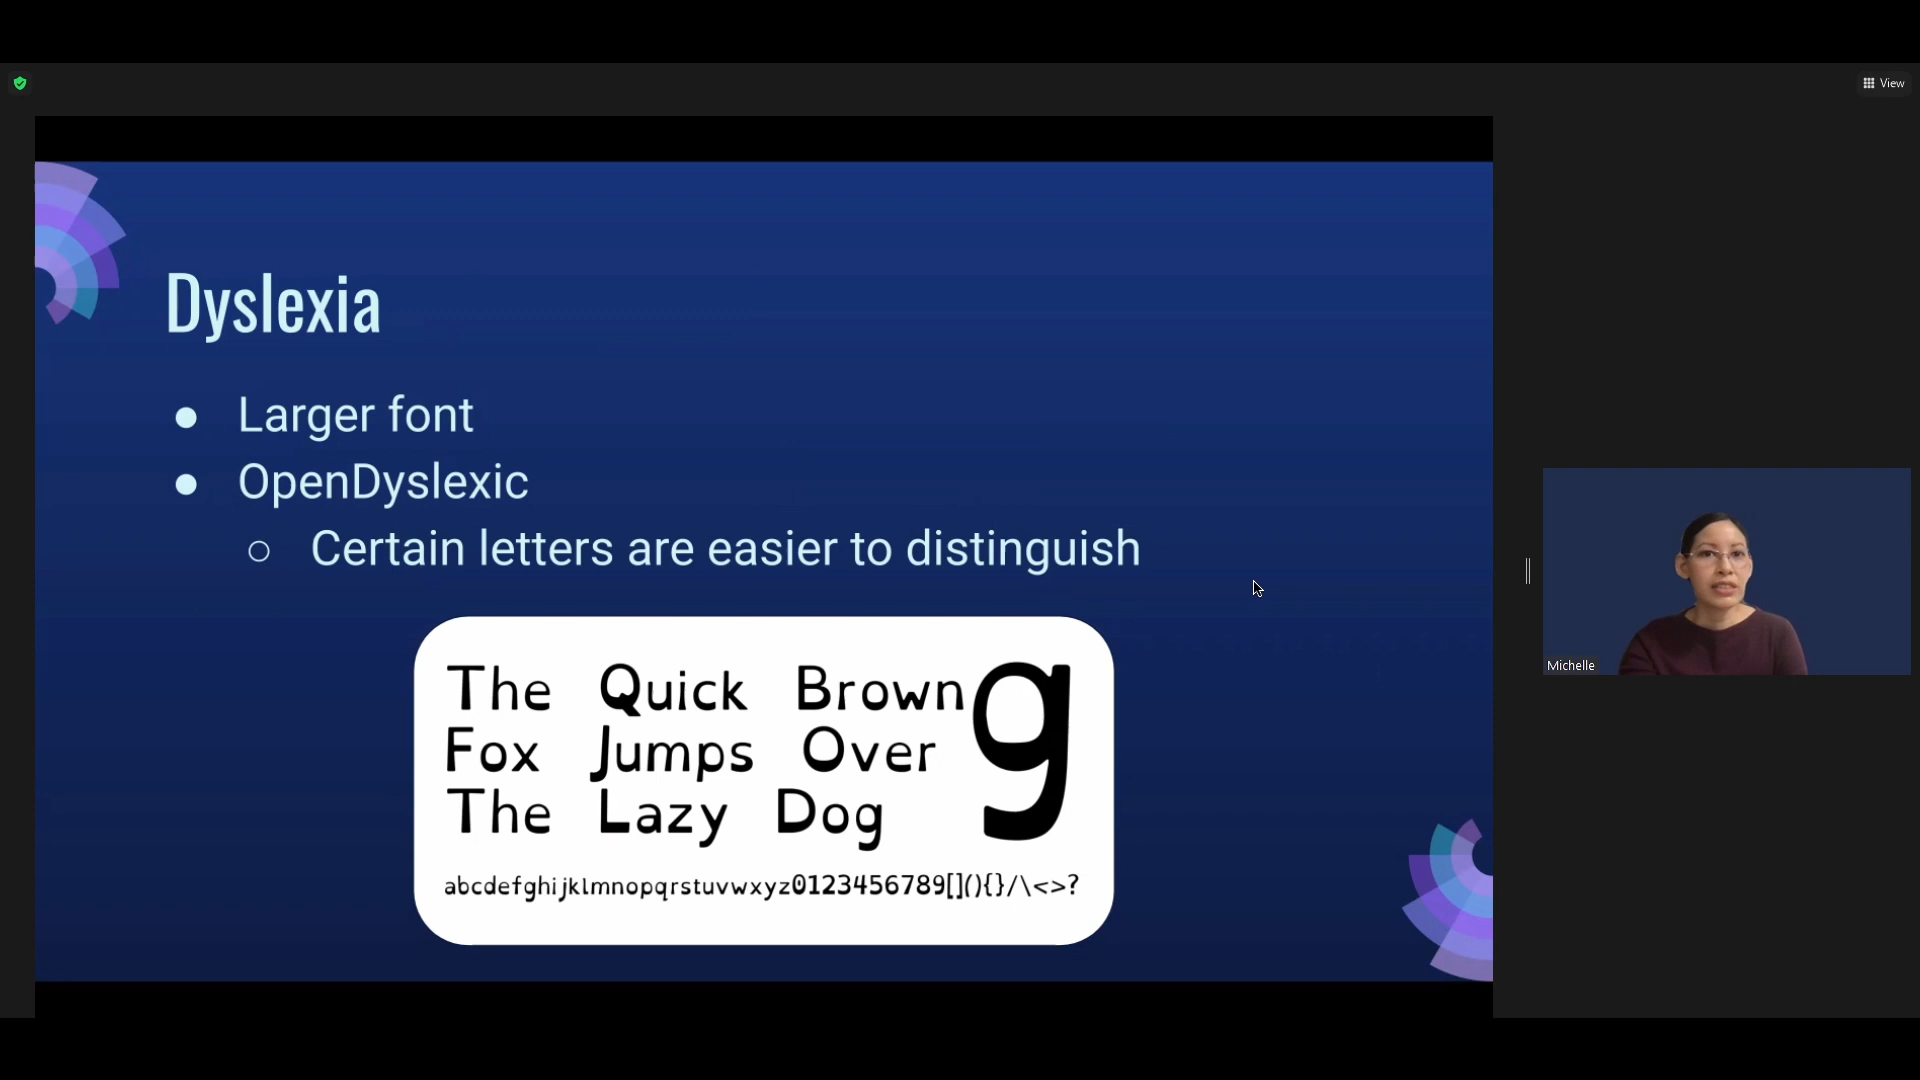 View
Dyslexia
● Larger font
● OpenDyslexic
○ Certain letters are easier to distinguish
The Quick Brown
Fox Jumps Over
The Lazy Dog
g
abcdefghijklmnopqrstuvwxyz0123456789[](){}/\<>?
Michelle